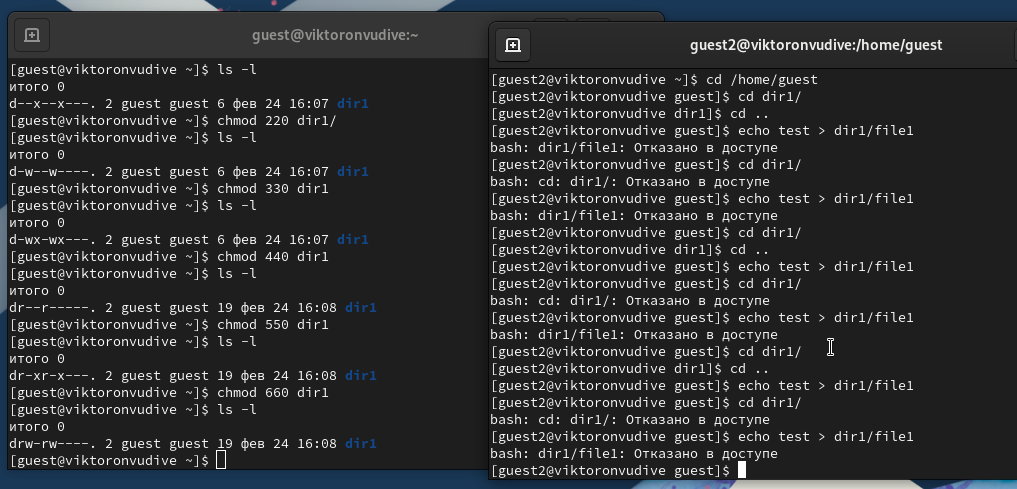 guest@viktoronvudive:~
[guest@viktoronvudive ~]$ ls -l
итого 0
d--x--x---. 2 guest guest 6 фев 24 16:07 dir1
[guest@viktoronvudive ~]$ chmod 220 dir1/
[guest@viktoronvudive ~]$ ls -l
итого 0
d-w--w----. 2 guest guest 6 фев 24 16:07 dir1
[guest@viktoronvudive ~]$ chmod 330 dir1
[guest@viktoronvudive ~]$ ls -l
итого 0
d-wx-wx---. 2 guest guest 6 фев 24 16:07 dir1
[guest@viktoronvudive ~]$ chmod 440 dir1
[guest@viktoronvudive ~]$ ls -l
итого 0
dr--r-----. 2 guest guest 19 фев 24 16:08 dir1
[guest@viktoronvudive ~]$ chmod 550 dir1
[guest@viktoronvudive ~]$ ls -l
итого 0
dr-xr-x---. 2 guest guest 19 фев 24 16:08 dir1
[guest@viktoronvudive ~]$ chmod 660 dir1
[guest@viktoronvudive ~]$ ls -l
итого 0
drw-rw----. 2 guest guest 19 фев 24 16:08 dir1
[guest@viktoronvudive ~]$
guest2@viktoronvudive:/home/guest
[guest2@viktoronvudive ~]$ cd /home/guest
[guest2@viktoronvudive guest]$ cd dir1/
[guest2@viktoronvudive dir1]$ cd ..
[guest2@viktoronvudive guest]$ echo test > dir1/file1
bash: dir1/file1: Отказано в доступе
[guest2@viktoronvudive guest]$ cd dir1/
bash: cd: dir1/: Отказано в доступе
[guest2@viktoronvudive guest]$ echo test > dir1/file1
bash: dir1/file1: Отказано в доступе
[guest2@viktoronvudive guest]$ cd dir1/
[guest2@viktoronvudive dir1]$ cd ..
[guest2@viktoronvudive guest]$ echo test > dir1/file1
[guest2@viktoronvudive guest]$ cd dir1/
bash: cd: dir1/: Отказано в доступе
[guest2@viktoronvudive guest]$ echo test > dir1/file1
bash: dir1/file1: Отказано в доступе
[guest2@viktoronvudive guest]$ cd dir1/
[guest2@viktoronvudive dir1]$ cd ..
[guest2@viktoronvudive guest]$ echo test > dir1/file1
[guest2@viktoronvudive guest]$ cd dir1/
bash: cd: dir1/: Отказано в доступе
[guest2@viktoronvudive guest]$ echo test > dir1/file1
bash: dir1/file1: Отказано в доступе
[guest2@viktoronvudive guest]$